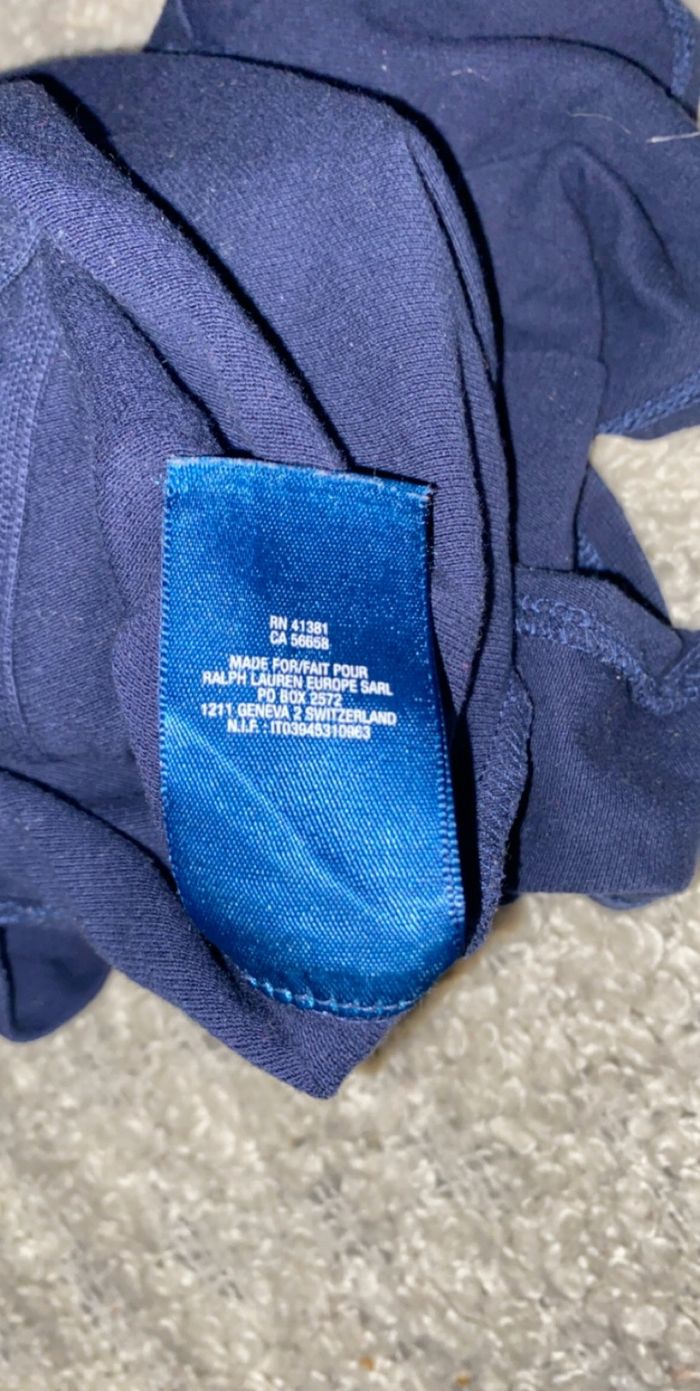 RN 41381
CA 56658
MADE FOR/FAIT POUR
RALPH LAUREN EUROPE SARL
PO BOX 2572
1211 GENEVA 2 SWITZERLAND
N.I.F. : IT03945310963